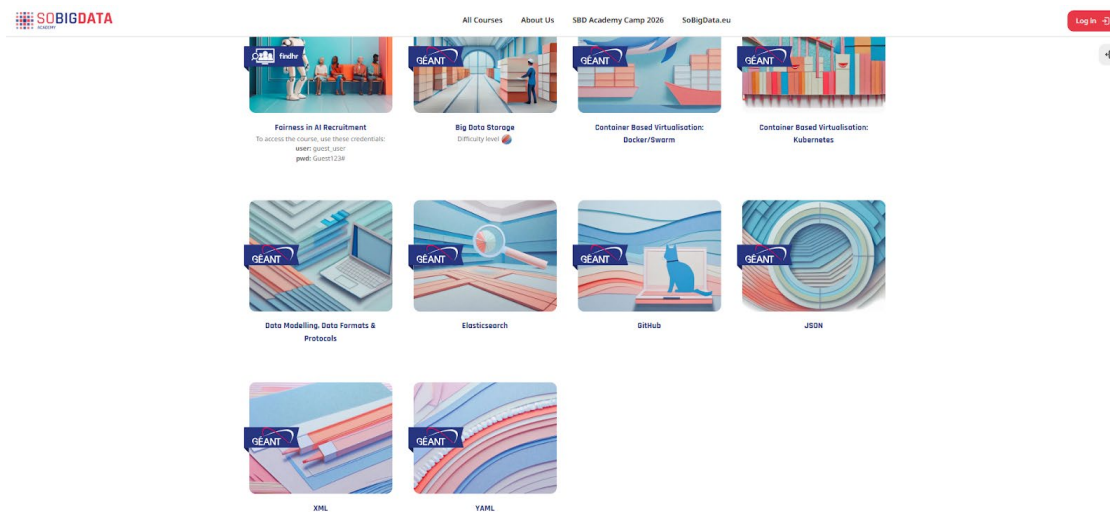 SOBIGDATA
ACADEMY
All Courses About Us SBD Academy Camp 2026 SoBigData.eu
Log In
findhr
GÉANT
GÉANT
GÉANT
Fairness in AI Recruitment
To access the course, use these credentials:
user: guest_user
pwd: Guest123#
Big Data Storage
Difficulty level
Container Based Virtualisation:
Docker/Swarm
Container Based Virtualisation:
Kubernetes
GÉANT
GÉANT
GÉANT
GÉANT
Data Modelling, Data Formats &
Protocols
Elasticsearch
GitHub
JSON
GÉANT
GÉANT
XML
YAML